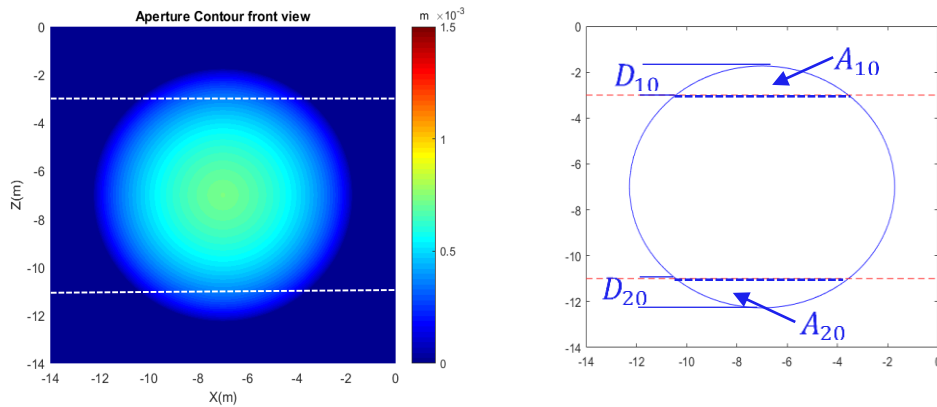 Aperture Contour front view
m ×10⁻³
0
-2
-4
-6
-8
-10
-12
-14
Z(m)
-14 -12 -10 -8 -6 -4 -2 0
X(m)
1.5
1
0.5
0
0
-2
-4
-6
-8
-10
-12
-14
-14 -12 -10 -8 -6 -4 -2 0
D₁₀
A₁₀
D₂₀
A₂₀